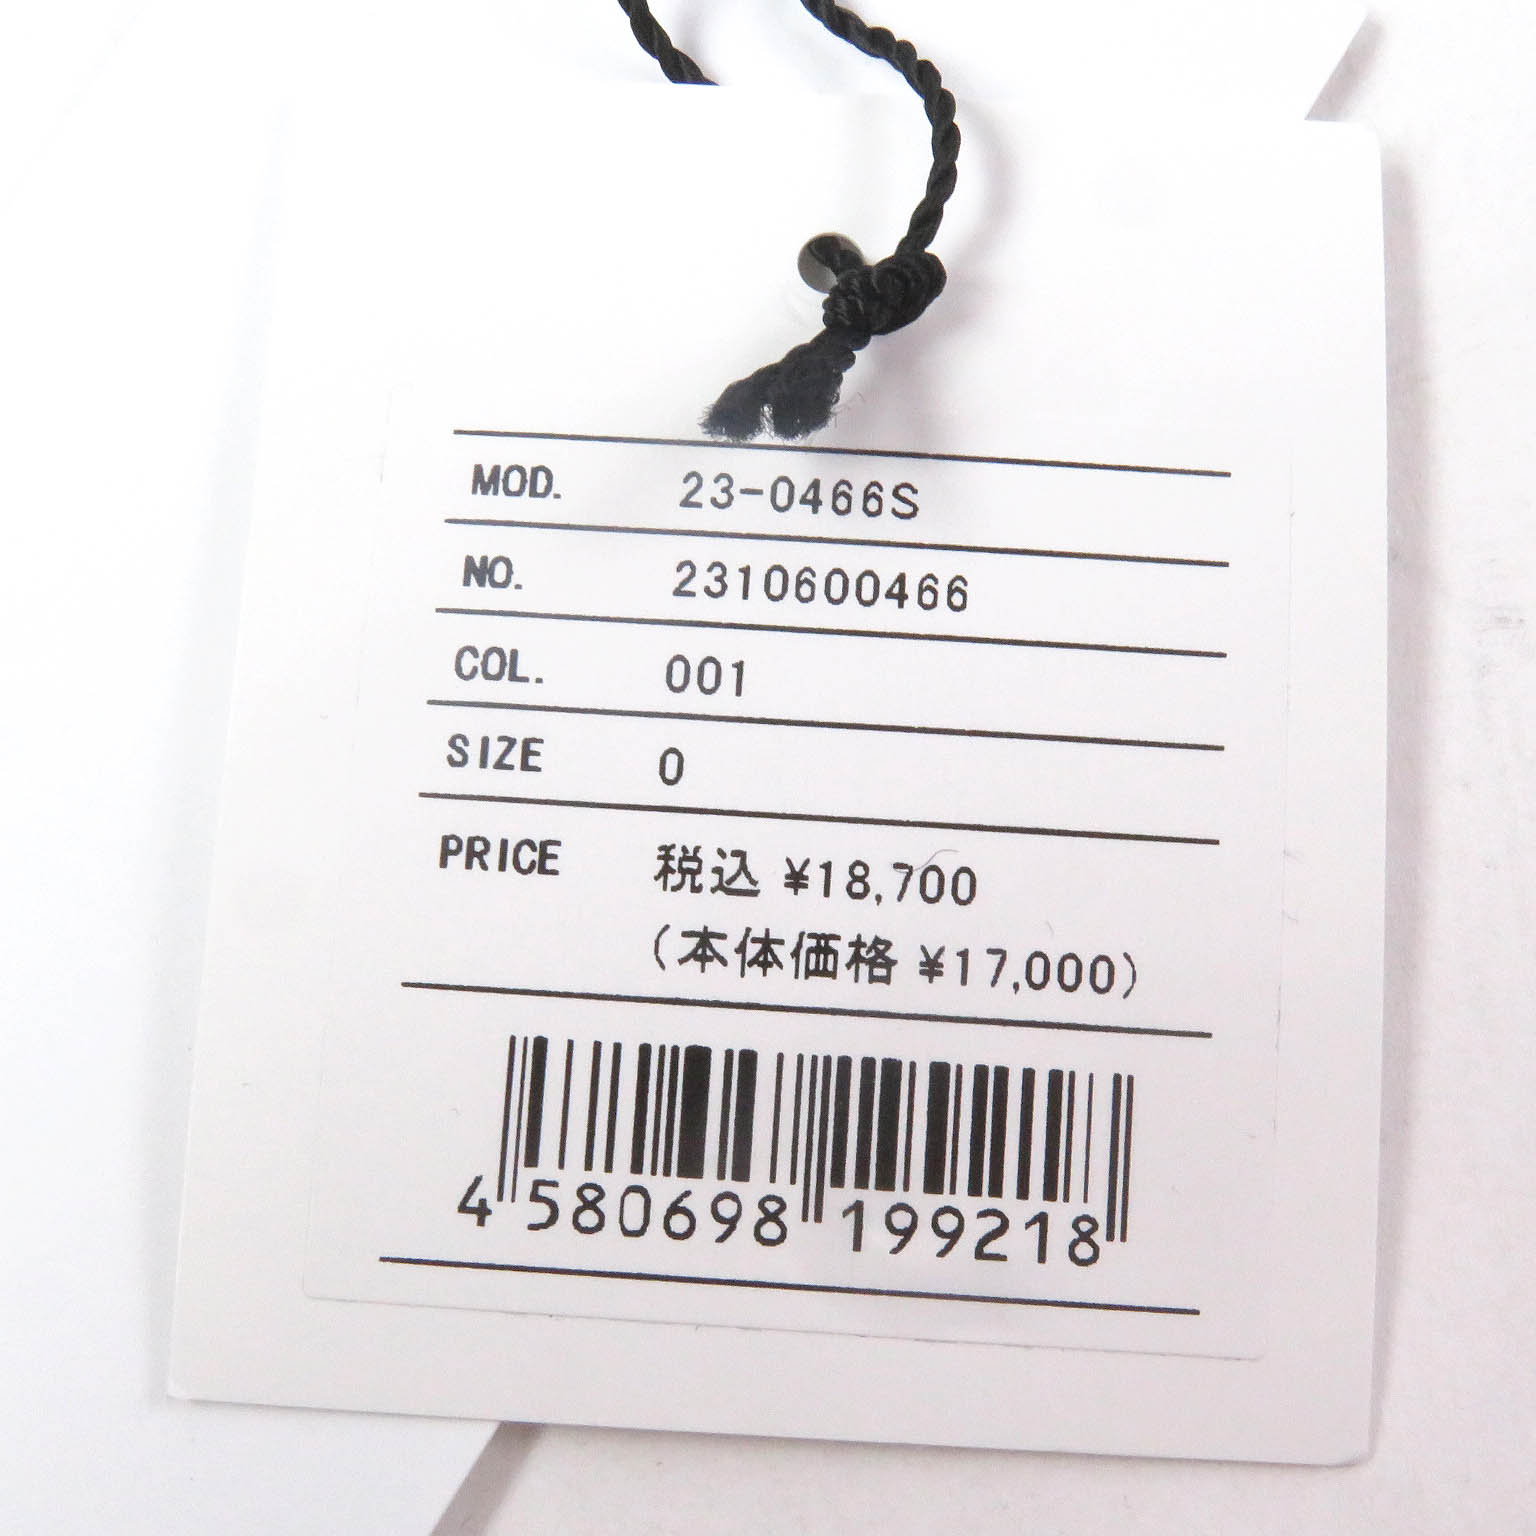 MOD. 23-0466S
NO. 2310600466
COL. 001
SIZE 0
PRICE 税込 ¥18,700
(本体価格 ¥17,000)
4 580698 199218